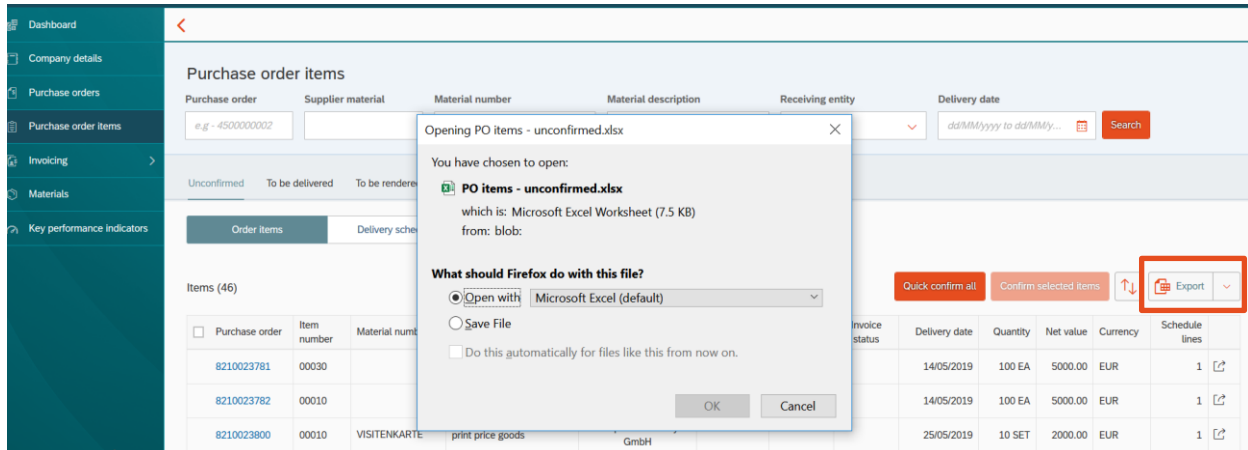 Dashboard
Company details
Purchase orders
Purchase order items
Invoicing
Materials
Key performance indicators
Purchase order items
Purchase order Supplier material Material number Material description Receiving entity Delivery date
e.g - 4500000002 dd/MM/yyyy to dd/MM/y... Search
Unconfirmed To be delivered To be rendere
Order items Delivery sche
Opening PO items - unconfirmed.xlsx
You have chosen to open:
PO items - unconfirmed.xlsx
which is: Microsoft Excel Worksheet (7.5 KB)
from: blob:
What should Firefox do with this file?
Open with Microsoft Excel (default)
Save File
Do this automatically for files like this from now on.
OK Cancel
Items (46) Quick confirm all Confirm selected items Export
Purchase order Item number Material numb Invoice status Delivery date Quantity Net value Currency Schedule lines
8210023781 00030 14/05/2019 100 EA 5000.00 EUR 1
8210023782 00010 14/05/2019 100 EA 5000.00 EUR 1
8210023800 00010 VISITENKARTE print price goods GmbH 25/05/2019 10 SET 2000.00 EUR 1